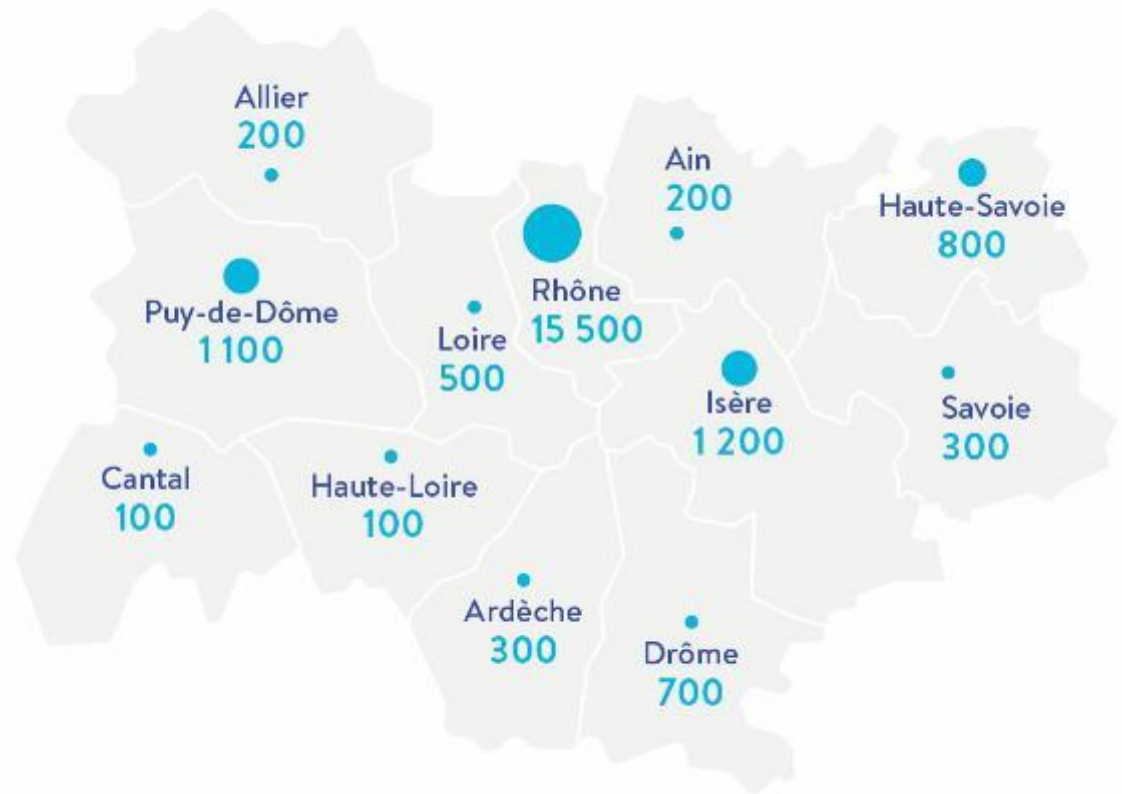 Allier
200
Ain
200
Haute-Savoie
800
Puy-de-Dôme
1 100
Loire
500
Rhône
15 500
Isère
1 200
Savoie
300
Cantal
100
Haute-Loire
100
Ardèche
300
Drôme
700